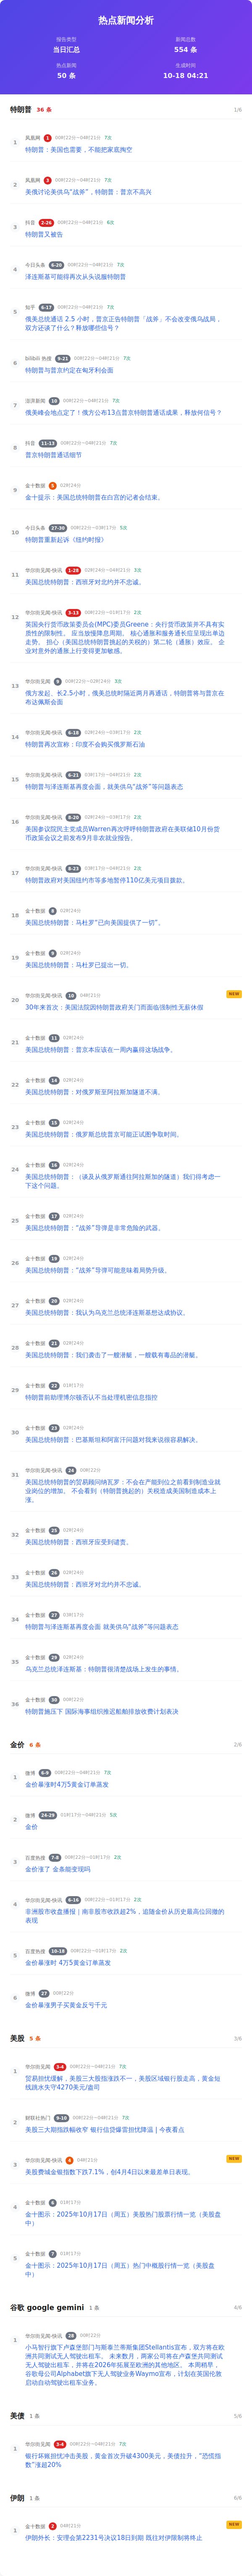 热点新闻分析
报告类型
新闻总数
当日汇总
554 条
热点新闻
生成时间
50 条
10-18 04:21
特朗普 36 条 1/6
1 凤凰网 1 00时22分~04时21分 7次
特朗普：美国也需要，不能把家底掏空
2 凤凰网 3 00时22分~04时21分 7次
美俄讨论美供乌“战斧”，特朗普：普京不高兴
3 抖音 2-26 00时22分~04时21分 6次
特朗普又被告
4 今日头条 6-20 00时22分~04时21分 7次
泽连斯基可能得再次从头说服特朗普
5 知乎 6-17 00时22分~04时21分 7次
俄美总统通话 2.5 小时，普京正告特朗普「战斧」不会改变俄乌战局，
双方还谈了什么？释放哪些信号？
6 bilibili 热搜 9-21 00时22分~04时21分 7次
特朗普与普京约定在匈牙利会面
7 澎湃新闻 10 00时22分~04时21分 7次
俄美峰会地点定了！俄方公布13点普京特朗普通话成果，释放何信号？
8 抖音 11-13 00时22分~04时21分 7次
普京特朗普通话细节
9 金十数据 5 02时24分
金十提示：美国总统特朗普在白宫的记者会结束。
10 今日头条 27-30 00时22分~03时17分 5次
特朗普重新起诉《纽约时报》
11 华尔街见闻-快讯 1-28 02时24分~04时21分 3次
美国总统特朗普：西班牙对北约并不忠诚。
12 华尔街见闻-快讯 3-13 00时22分~01时17分 2次
英国央行货币政策委员会(MPC)委员Greene：央行货币政策并不具有实
质性的限制性。 应当放慢降息周期。 核心通胀和服务通长后呈现出单边
走势。 担心（美国总统特朗普挑起的关税的）第二轮（通胀）效应。 企
业对意外的通胀上行变得更加敏感。
13 华尔街见闻 9 00时22分~02时24分 3次
俄方发起、长2.5小时，俄美总统时隔近两月再通话，特朗普将与普京在
布达佩斯会面
14 华尔街见闻-快讯 6-18 02时24分~03时17分 2次
特朗普再次宣称：印度不会购买俄罗斯石油
15 华尔街见闻-快讯 6-21 03时17分~04时21分 2次
特朗普与泽连斯基再度会面，就美供乌“战斧”等问题表态
16 华尔街见闻-快讯 8-20 02时24分~03时17分 2次
美国参议院民主党成员Warren再次呼呼特朗普政府在美联储10月份货
币政策会议之前发布9月非农就业报告。
17 华尔街见闻-快讯 8-23 03时17分~04时21分 2次
特朗普政府对美国纽约市等多地暂停110亿美元项目拨款。
18 金十数据 8 02时24分
美国总统特朗普：马杜罗“已向美国提供了一切”。
19 金十数据 9 02时24分
美国总统特朗普：马杜罗已提出一切。
20 华尔街见闻-快讯 10 04时21分 NEW
30年来首次：美国法院因特朗普政府关门而面临强制性无薪休假
21 金十数据 11 02时24分
美国总统特朗普：普京本应该在一周内赢得这场战争。
22 金十数据 14 02时24分
美国总统特朗普：对俄罗斯至阿拉斯加隧道不满。
23 金十数据 15 02时24分
美国总统特朗普：俄罗斯总统普京可能正试图争取时间。
24 金十数据 16 02时24分
美国总统特朗普：（谈及从俄罗斯通往阿拉斯加的隧道）我们得考虑一
下这个问题。
25 金十数据 17 02时24分
美国总统特朗普：“战斧”导弹是非常危险的武器。
26 金十数据 19 02时24分
美国总统特朗普：“战斧”导弹可能意味着局势升级。
27 金十数据 20 02时24分
美国总统特朗普：我认为乌克兰总统泽连斯基想达成协议。
28 金十数据 21 02时24分
美国总统特朗普：我们袭击了一艘潜艇，一艘载有毒品的潜艇。
29 金十数据 22 01时17分
特朗普前助理博尔顿否认不当处理机密信息指控
30 金十数据 23 02时24分
美国总统特朗普：巴基斯坦和阿富汗问题对我来说很容易解决。
31 华尔街见闻-快讯 24 00时22分
美国总统特朗普的贸易顾问纳瓦罗：不会在产能到位之前看到制造业就
业岗位的增加。 不会看到（特朗普挑起的）关税造成美国制造成本上
涨。
32 金十数据 25 02时24分
美国总统特朗普：西班牙应受到谴责。
33 金十数据 26 02时24分
美国总统特朗普：西班牙对北约并不忠诚。
34 金十数据 27 03时17分
特朗普与泽连斯基再度会面 就美供乌“战斧”等问题表态
35 金十数据 29 02时24分
乌克兰总统泽连斯基：特朗普很清楚战场上发生的事情。
36 金十数据 30 00时22分
特朗普施压下 国际海事组织推迟船舶排放收费计划表决
金价 6 条 2/6
1 微博 6-9 00时22分~04时21分 7次
金价暴涨时4万5黄金订单蒸发
2 微博 24-29 01时17分~04时21分 5次
金价
3 百度热搜 7-8 00时22分~01时17分 2次
金价涨了 金条能变现吗
4 华尔街见闻-快讯 6-16 00时22分~01时17分 2次
非洲股市收盘播报｜南非股市收跌超2%，追随金价从历史最高位回撤的
表现
5 百度热搜 10-18 00时22分~01时17分 2次
金价暴涨时 4万5黄金订单蒸发
6 微博 27 00时22分
金价暴涨男子买黄金反亏千元
美股 5 条 3/6
1 华尔街见闻 3-4 00时22分~04时21分 7次
贸易担忧缓解，美股三大股指涨跌不一，美股区域银行股走高，黄金短
线跳水失守4270美元/盎司
2 财联社热门 9-10 00时22分~04时21分 7次
美股三大期指跌幅收窄 银行信贷爆雷担忧降温 | 今夜看点
3 华尔街见闻-快讯 4 04时21分 NEW
美股费城金银指数下跌7.1%，创4月4日以来最差单日表现。
4 金十数据 6 01时17分
金十图示：2025年10月17日（周五）美股热门股票行情一览（美股盘
中）
5 金十数据 7 01时17分
金十图示：2025年10月17日（周五）热门中概股行情一览（美股盘
中）
谷歌 google gemini 1 条 4/6
1 华尔街见闻-快讯 28 00时22分
小马智行旗下卢森堡部门与斯泰兰蒂斯集团Stellantis宣布，双方将在欧
洲共同测试无人驾驶出租车。 未来数月，两家公司将在卢森堡共同测试
无人驾驶出租车，并将在2026年拓展至欧洲的其他地区。 本周稍早，
谷歌母公司Alphabet旗下无人驾驶业务Waymo宣布，计划在英国伦敦
启动自动驾驶出租车业务。
美债 1 条 5/6
1 华尔街见闻 3-4 00时22分~04时21分 7次
银行坏账担忧冲击美股，黄金首次升破4300美元，美债拉升，“恐慌指
数”涨超20%
伊朗 1 条 6/6
1 金十数据 2 04时21分 NEW
伊朗外长：安理会第2231号决议18日到期 既往对伊限制将终止